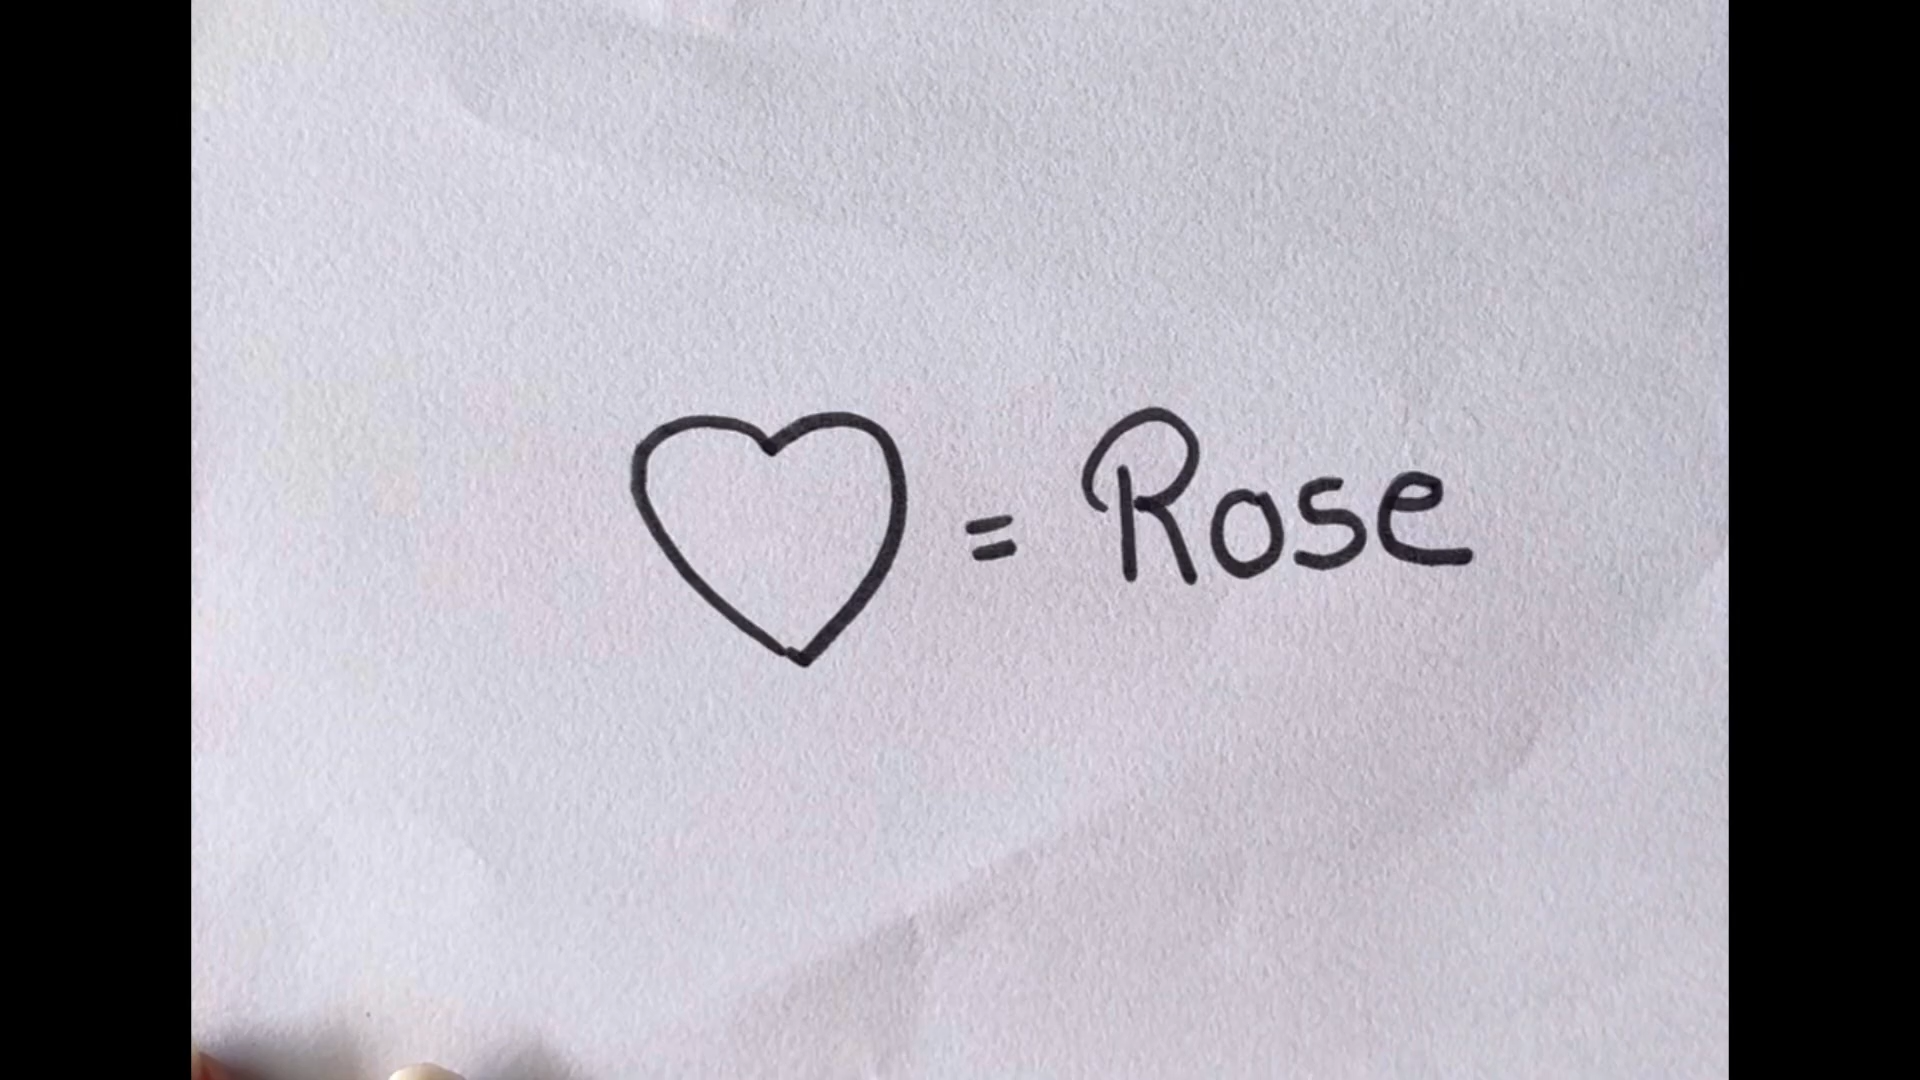 = Rose